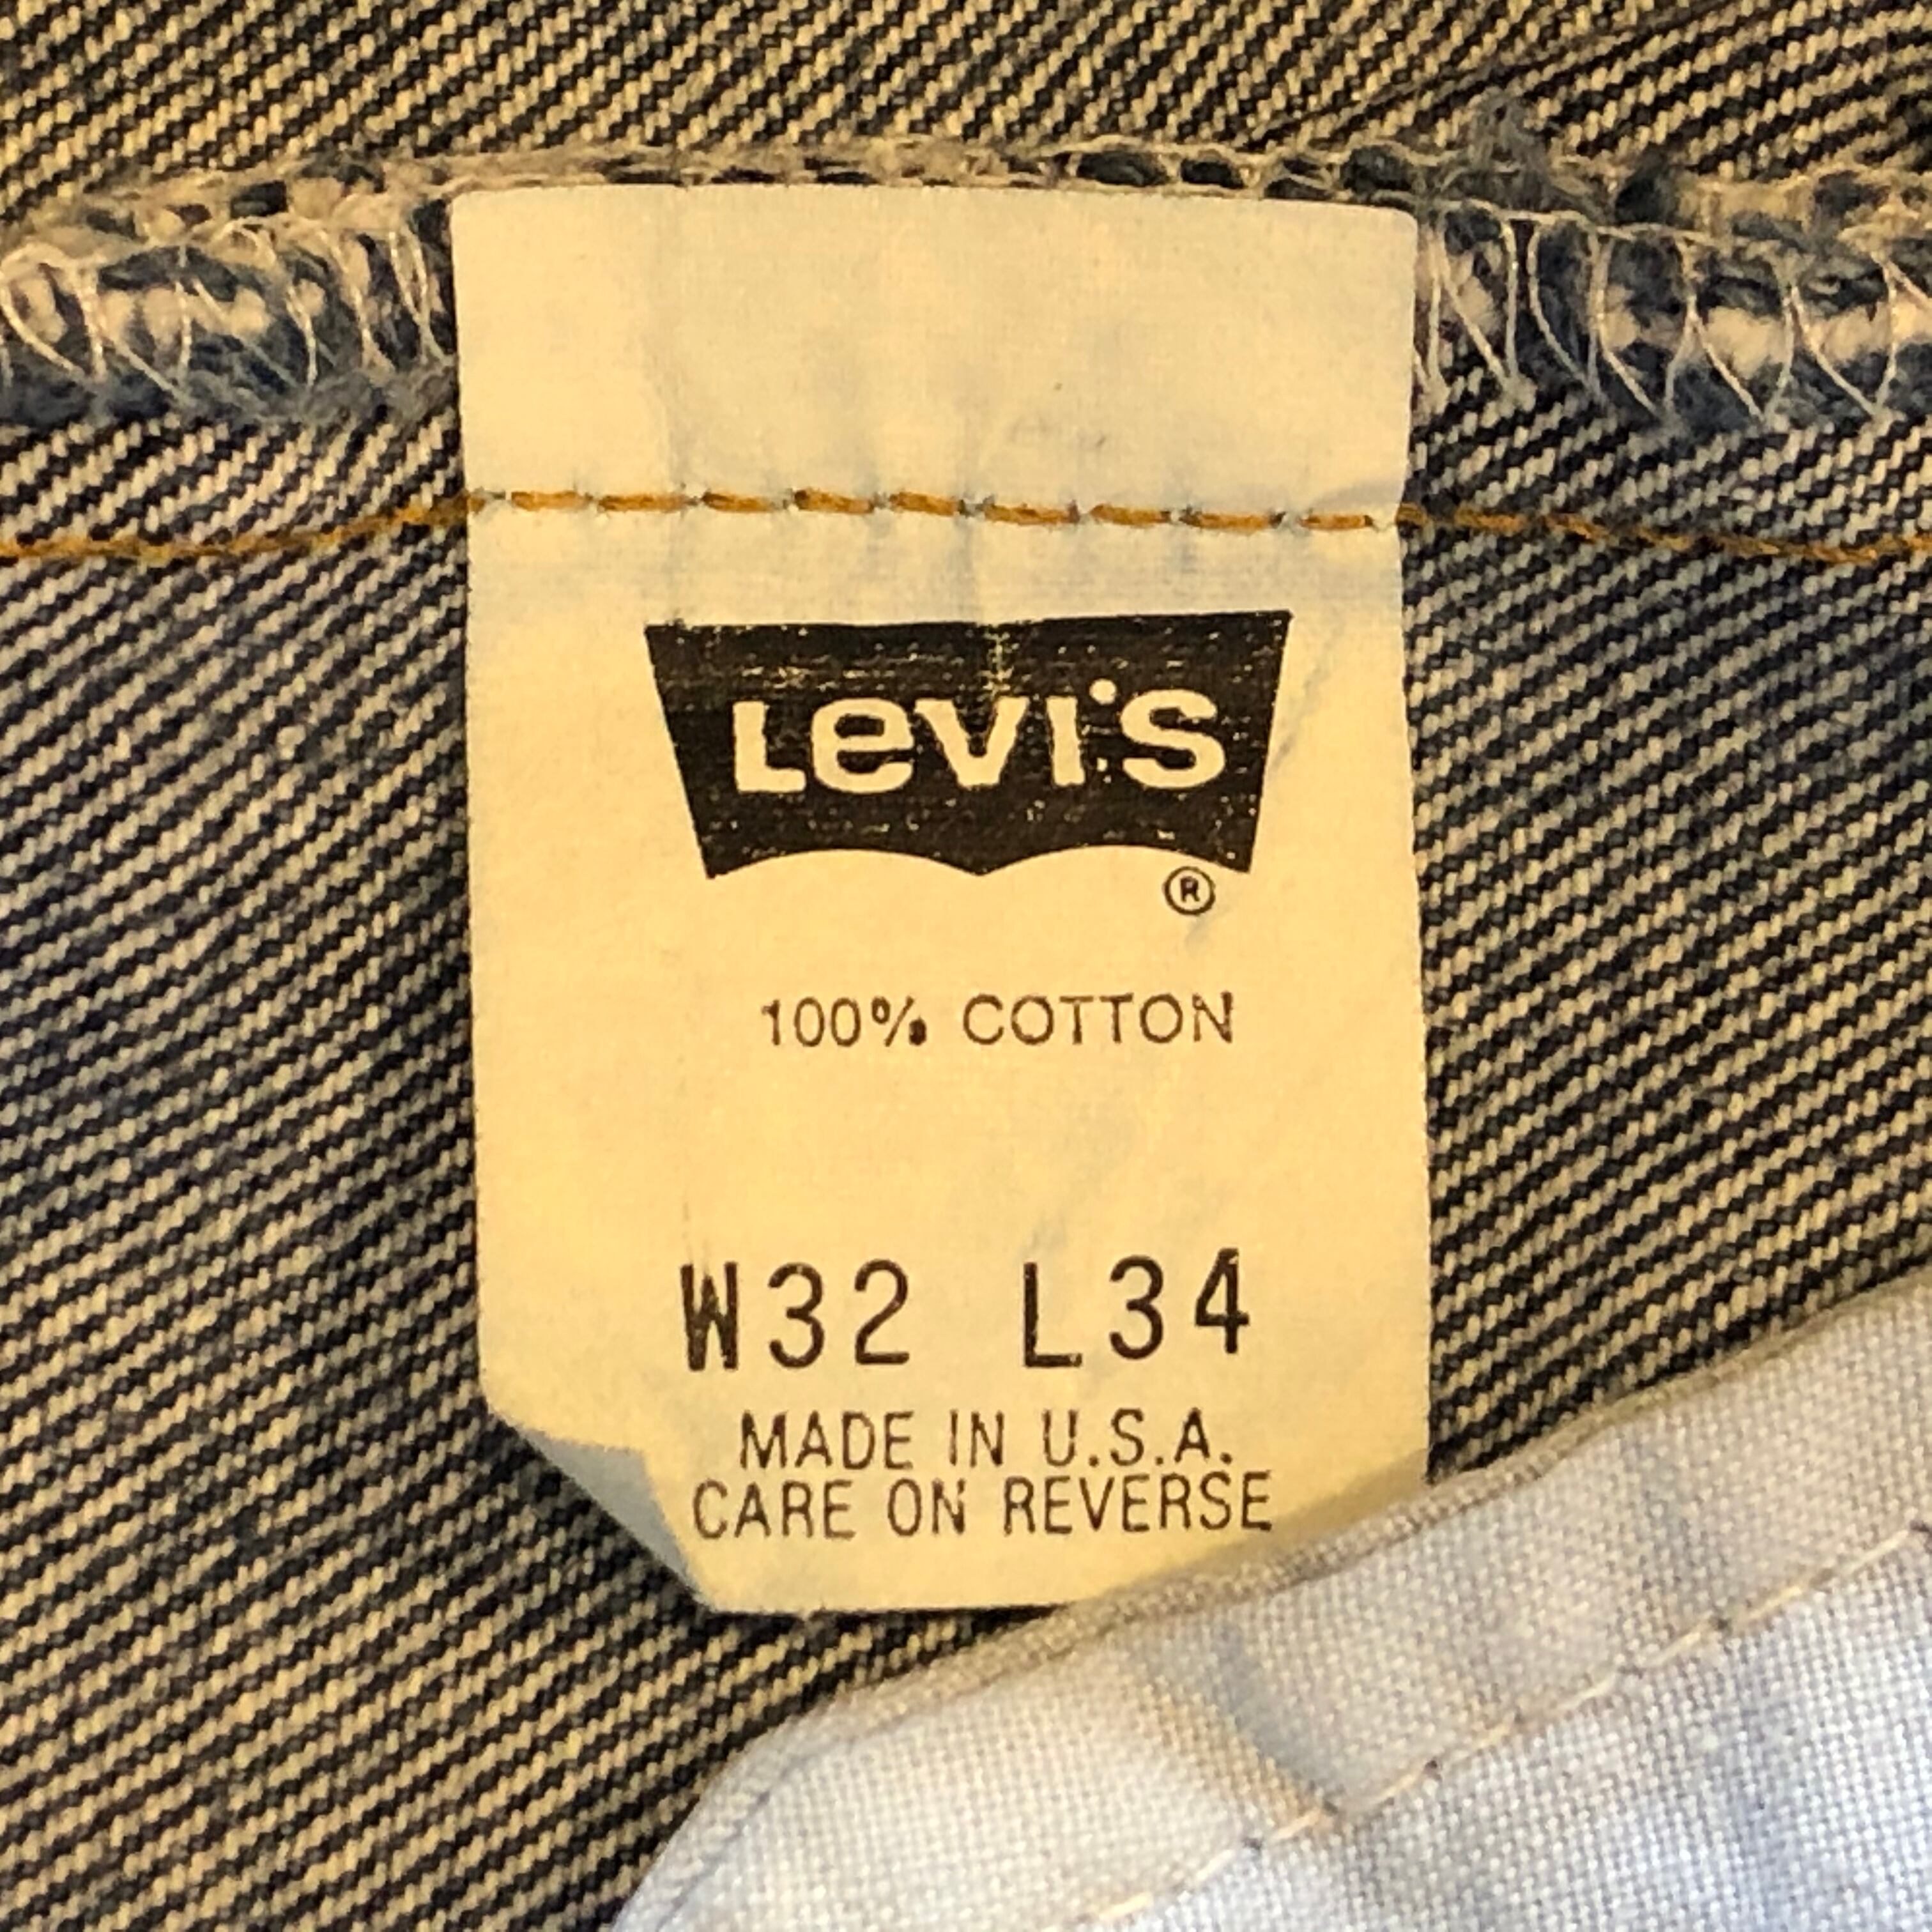 Levi's
®
100% COTTON
W32 L34
MADE IN U.S.A.
CARE ON REVERSE